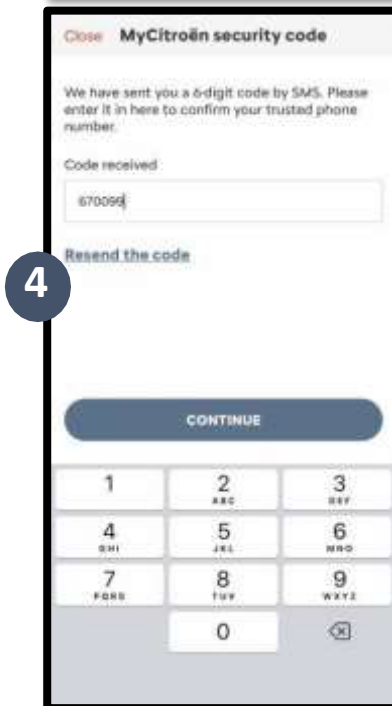 Close MyCitroën security code
We have sent you a 6-digit code by SMS. Please
enter it in here to confirm your trusted phone
number.
Code received
670099
Resend the code
4
CONTINUE
1 2 3
ABC DEF
4 5 6
GHI JKL MNO
7 8 9
PQRS TUV WXYZ
0